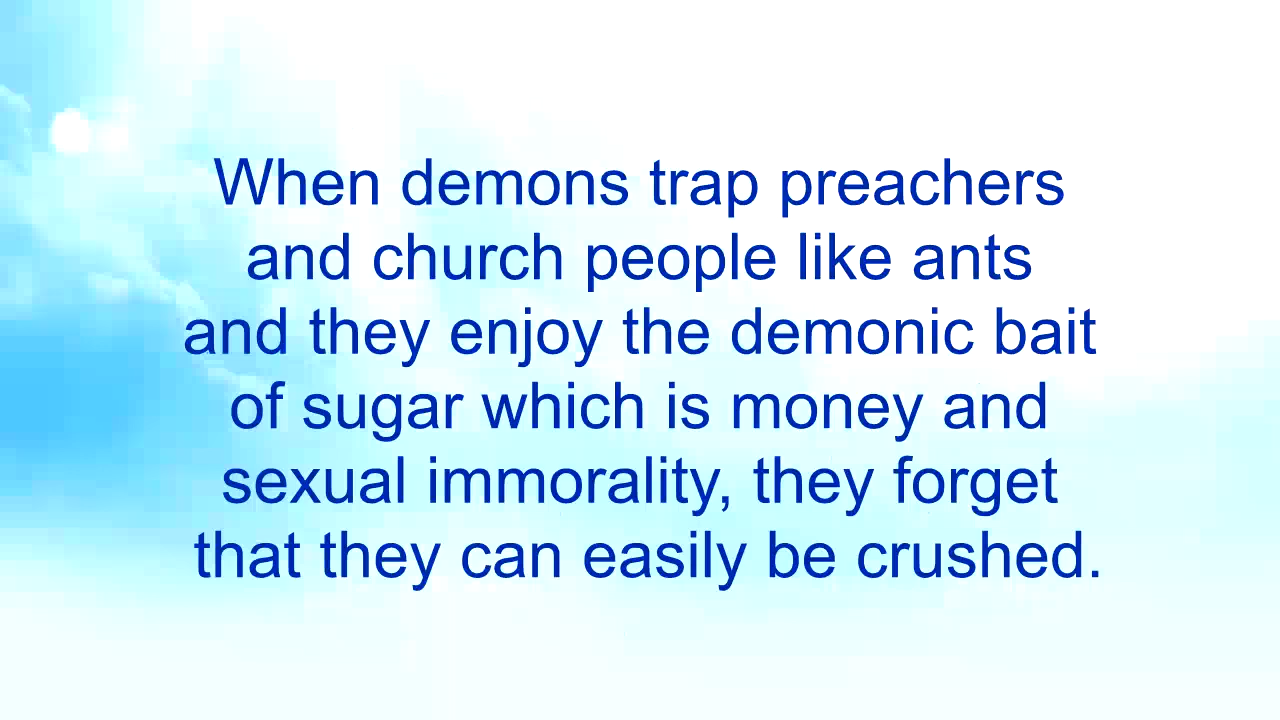 When demons trap preachers
and church people like ants
and they enjoy the demonic bait
of sugar which is money and
sexual immorality, they forget
that they can easily be crushed.